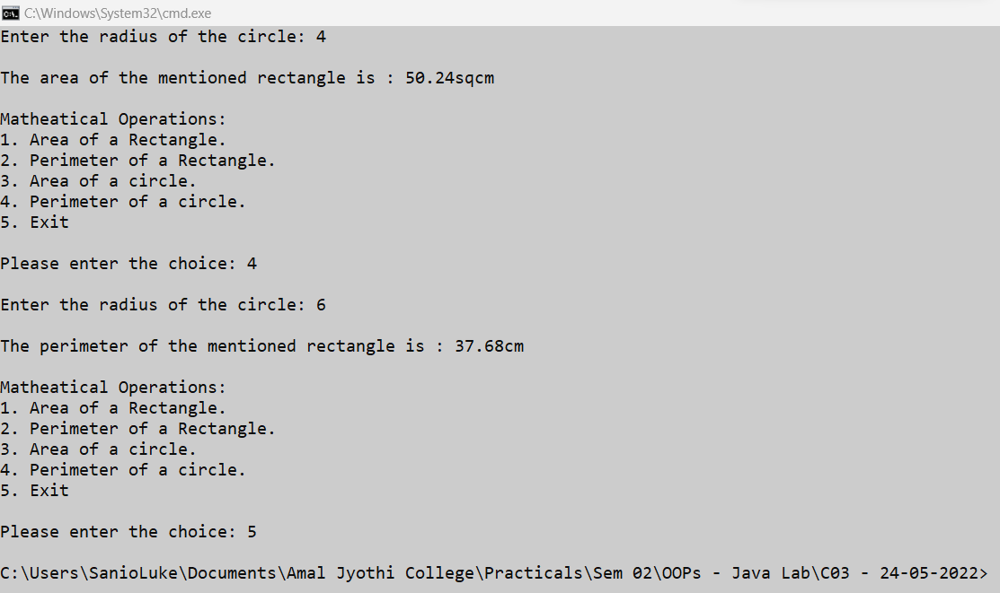 C:\Windows\System32\cmd.exe
Enter the radius of the circle: 4
The area of the mentioned rectangle is : 50.24sqcm
Matheatical Operations:
1. Area of a Rectangle.
2. Perimeter of a Rectangle.
3. Area of a circle.
4. Perimeter of a circle.
5. Exit
Please enter the choice: 4
Enter the radius of the circle: 6
The perimeter of the mentioned rectangle is : 37.68cm
Matheatical Operations:
1. Area of a Rectangle.
2. Perimeter of a Rectangle.
3. Area of a circle.
4. Perimeter of a circle.
5. Exit
Please enter the choice: 5
C:\Users\SanioLuke\Documents\Amal Jyothi College\Practicals\Sem 02\OOPs - Java Lab\C03 - 24-05-2022>